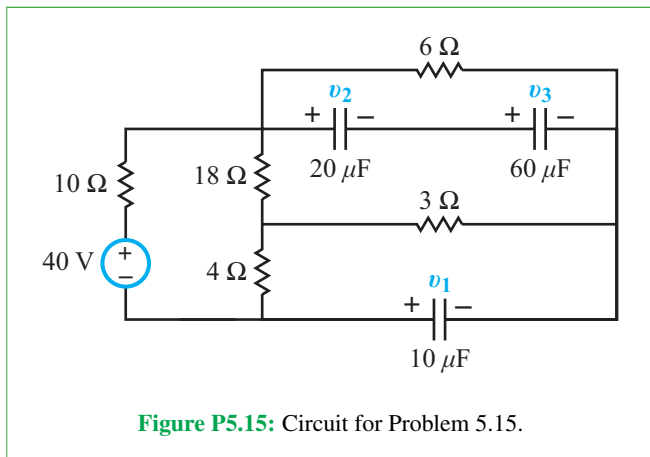 6 Ω
v2
v3
+ −
+ −
20 μF
60 μF
10 Ω
18 Ω
3 Ω
40 V
+
−
4 Ω
v1
+ −
10 μF
Figure P5.15: Circuit for Problem 5.15.